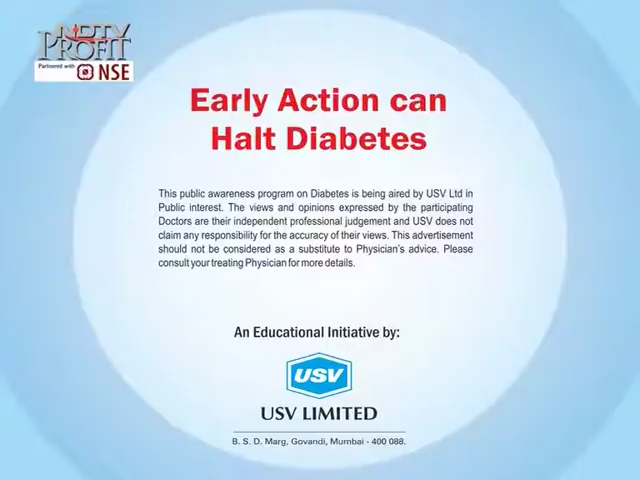 NDTV
PROFIT
Partnered with NSE
Early Action can
Halt Diabetes
This public awareness program on Diabetes is being aired by USV Ltd in
Public interest. The views and opinions expressed by the participating
Doctors are their independent professional judgement and USV does not
claim any responsibility for the accuracy of their views. This advertisement
should not be considered as a substitute to Physician's advice. Please
consult your treating Physician for more details.
An Educational Initiative by:
USV
USV LIMITED
B. S. D. Marg, Govandi, Mumbai - 400 088.